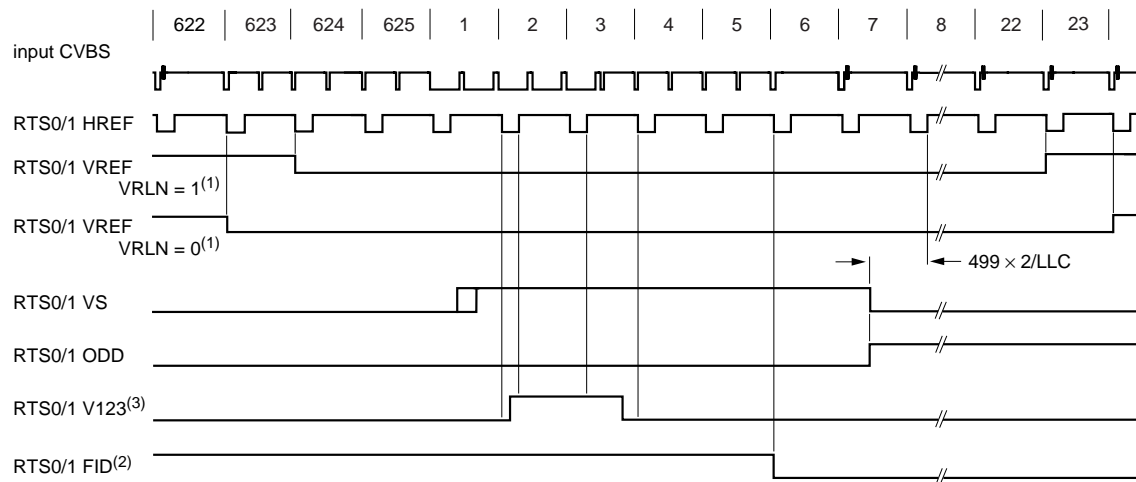 622 623 624 625 1 2 3 4 5 6 7 8 22 23
input CVBS
RTS0/1 HREF
RTS0/1 VREF
VRLN = 1(1)
RTS0/1 VREF
VRLN = 0(1)
499 × 2/LLC
RTS0/1 VS
RTS0/1 ODD
RTS0/1 V123(3)
RTS0/1 FID(2)